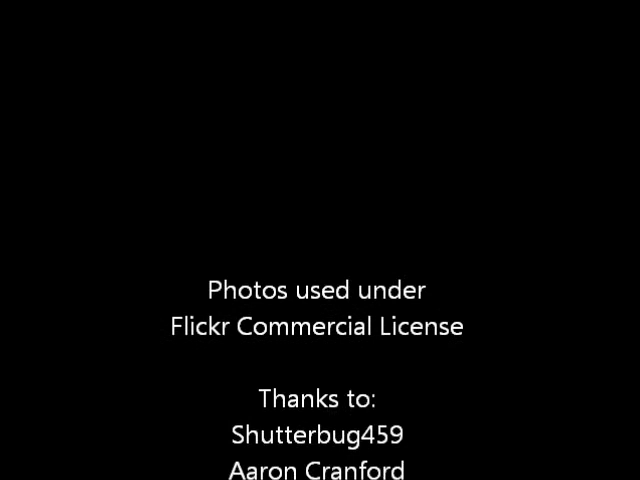 Photos used under
Flickr Commercial License
Thanks to:
Shutterbug459
Aaron Cranford